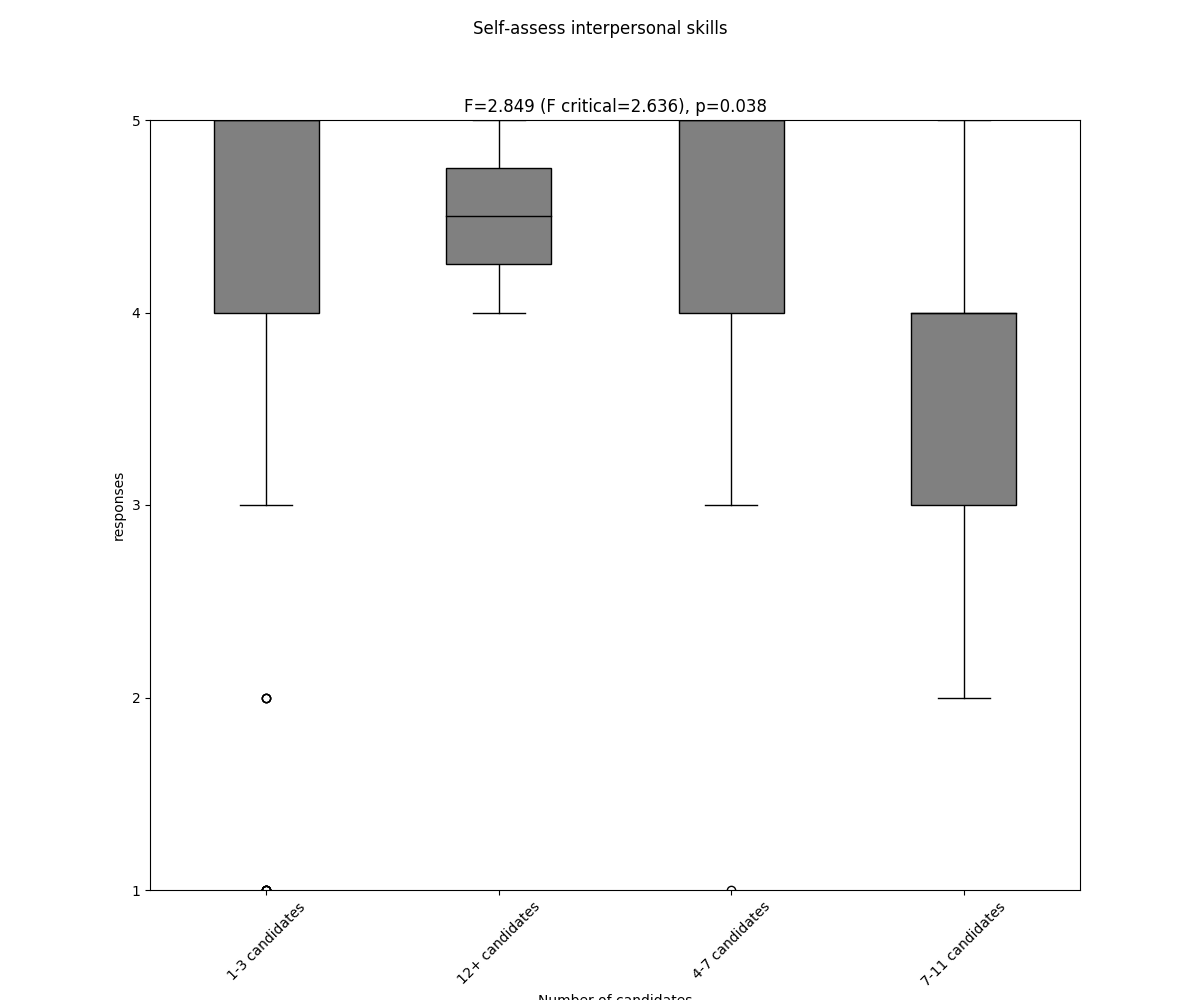 Self-assess interpersonal skills
F=2.849 (F critical=2.636), p=0.038
5
4
3
2
1
responses
1-3 candidates
12+ candidates
4-7 candidates
7-11 candidates
Number of candidates